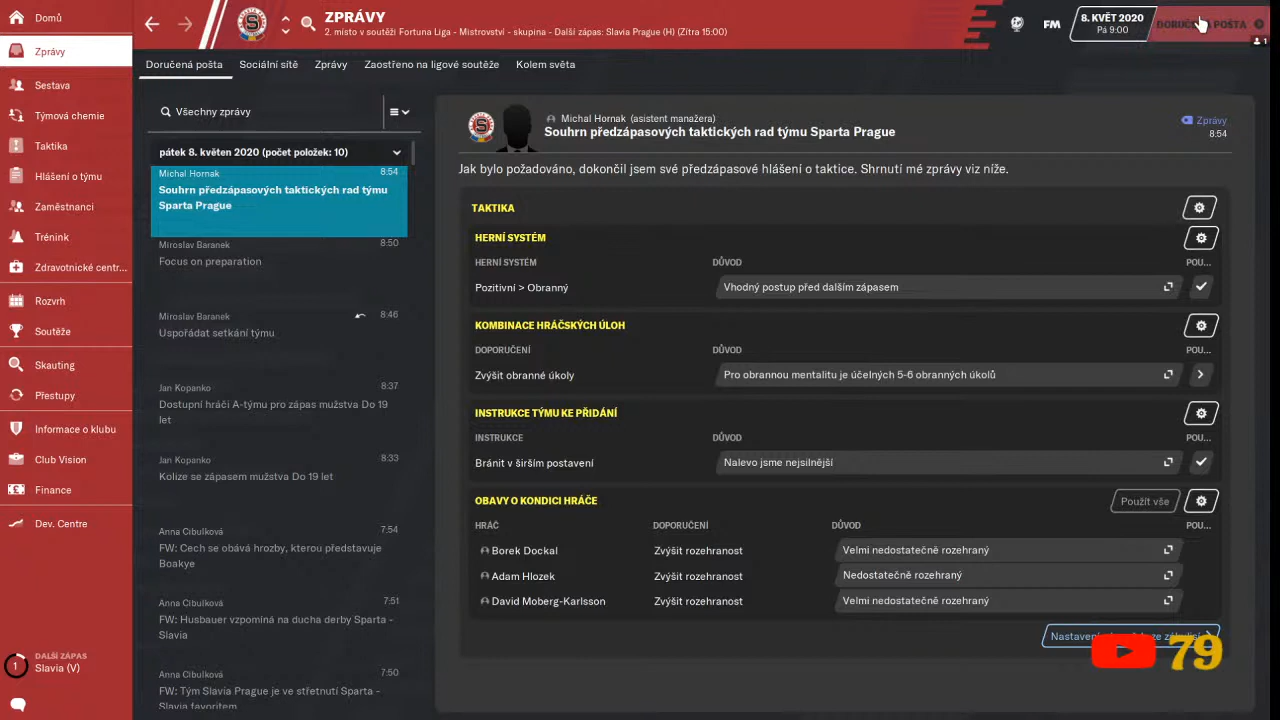 Domů
Zprávy
Sestava
Týmová chemie
Taktika
Hlášení o týmu
Zaměstnanci
Trénink
Zdravotnické centr...
Rozvrh
Soutěže
Skauting
Přestupy
Informace o klubu
Club Vision
Finance
Dev. Centre
1
DALŠÍ ZÁPAS
Slavia (V)
ZPRÁVY
2. místo v soutěži Fortuna Liga - Mistrovství - skupina - Další zápas: Slavia Prague (H) (Zítra 15:00)
FM
8. KVĚT 2020
Pá 9:00
DORUČENÁ POŠTA
1
Doručená pošta
Sociální sítě
Zprávy
Zaostřeno na ligové soutěže
Kolem světa
Všechny zprávy
pátek 8. květen 2020 (počet položek: 10)
Michal Hornak 8:54
Souhrn předzápasových taktických rad týmu
Sparta Prague
Miroslav Baranek 8:50
Focus on preparation
Miroslav Baranek 8:46
Uspořádat setkání týmu
Jan Kopanko 8:37
Dostupní hráči A-týmu pro zápas mužstva Do 19
let
Jan Kopanko 8:33
Kolize se zápasem mužstva Do 19 let
Anna Cibulková 7:54
FW: Cech se obává hrozby, kterou představuje
Boakye
Anna Cibulková 7:51
FW: Husbauer vzpomíná na ducha derby Sparta -
Slavia
Anna Cibulková 7:50
FW: Tým Slavia Prague je ve střetnutí Sparta -
Slavia favoritem
Michal Hornak (asistent manažera)
Souhrn předzápasových taktických rad týmu Sparta Prague
Zprávy
8:54
Jak bylo požadováno, dokončil jsem své předzápasové hlášení o taktice. Shrnutí mé zprávy viz níže.
TAKTIKA
HERNÍ SYSTÉM
HERNÍ SYSTÉM DŮVOD POU...
Pozitivní > Obranný Vhodný postup před dalším zápasem
KOMBINACE HRÁČSKÝCH ÚLOH
DOPORUČENÍ DŮVOD POU...
Zvýšit obranné úkoly Pro obrannou mentalitu je účelných 5-6 obranných úkolů
INSTRUKCE TÝMU KE PŘIDÁNÍ
INSTRUKCE DŮVOD POU...
Bránit v širším postavení Nalevo jsme nejsilnější
OBAVY O KONDICI HRÁČE Použít vše
HRÁČ DOPORUČENÍ DŮVOD POU...
Borek Dockal Zvýšit rozehranost Velmi nedostatečně rozehraný
Adam Hlozek Zvýšit rozehranost Nedostatečně rozehraný
David Moberg-Karlsson Zvýšit rozehranost Velmi nedostatečně rozehraný
79